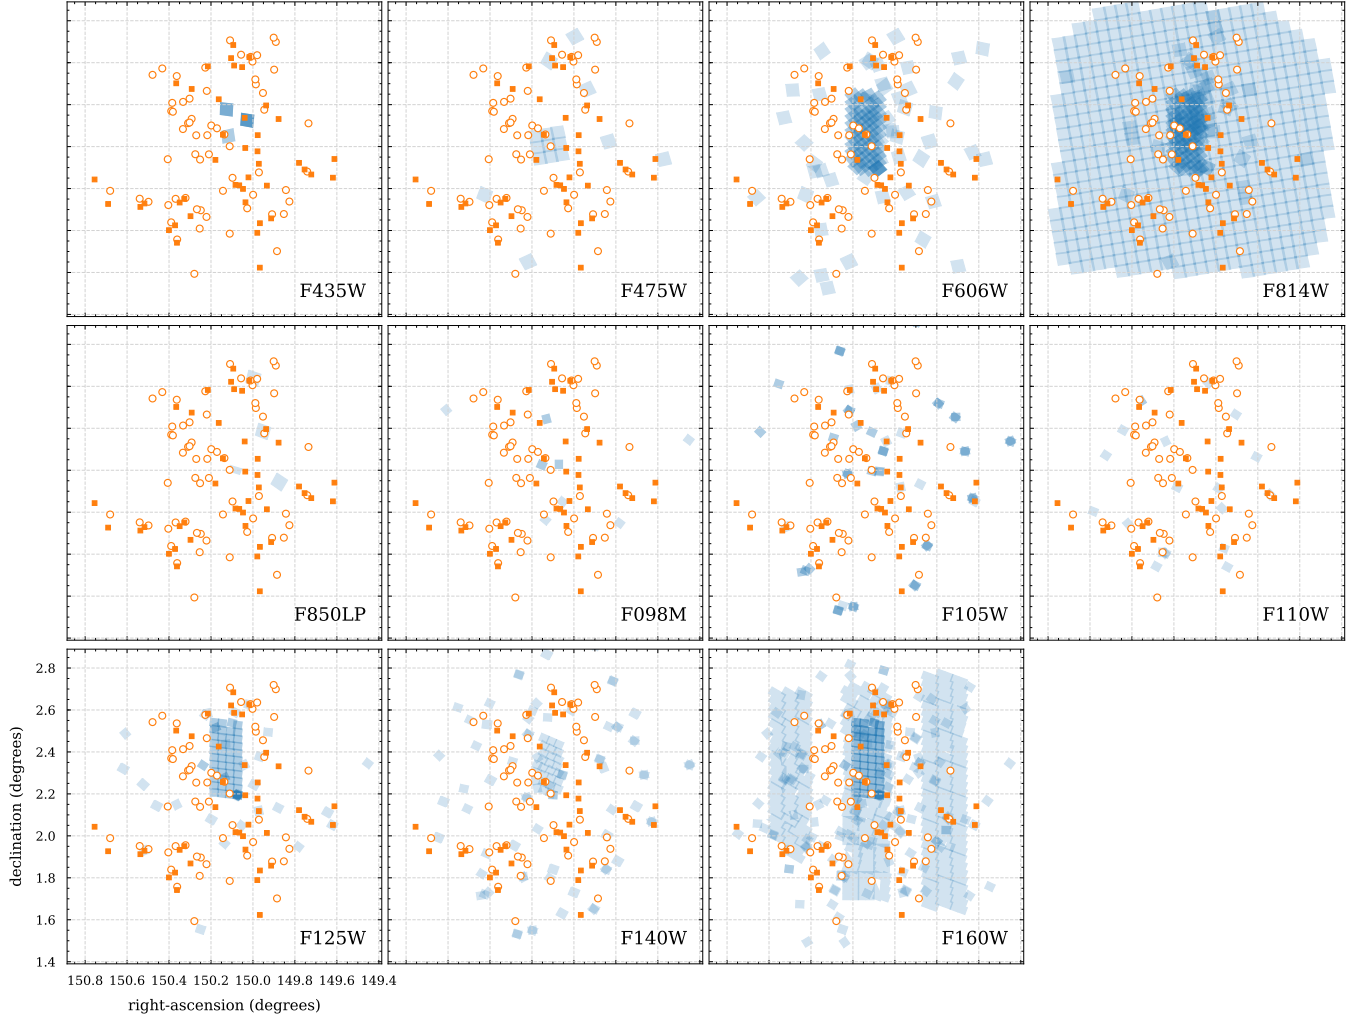 F435W
F475W
F606W
F814W
F850LP
F098M
F105W
F110W
2.8
2.6
2.4
2.2
2.0
1.8
1.6
1.4
declination (degrees)
F125W
F140W
F160W
150.8 150.6 150.4 150.2 150.0 149.8 149.6 149.4
right-ascension (degrees)